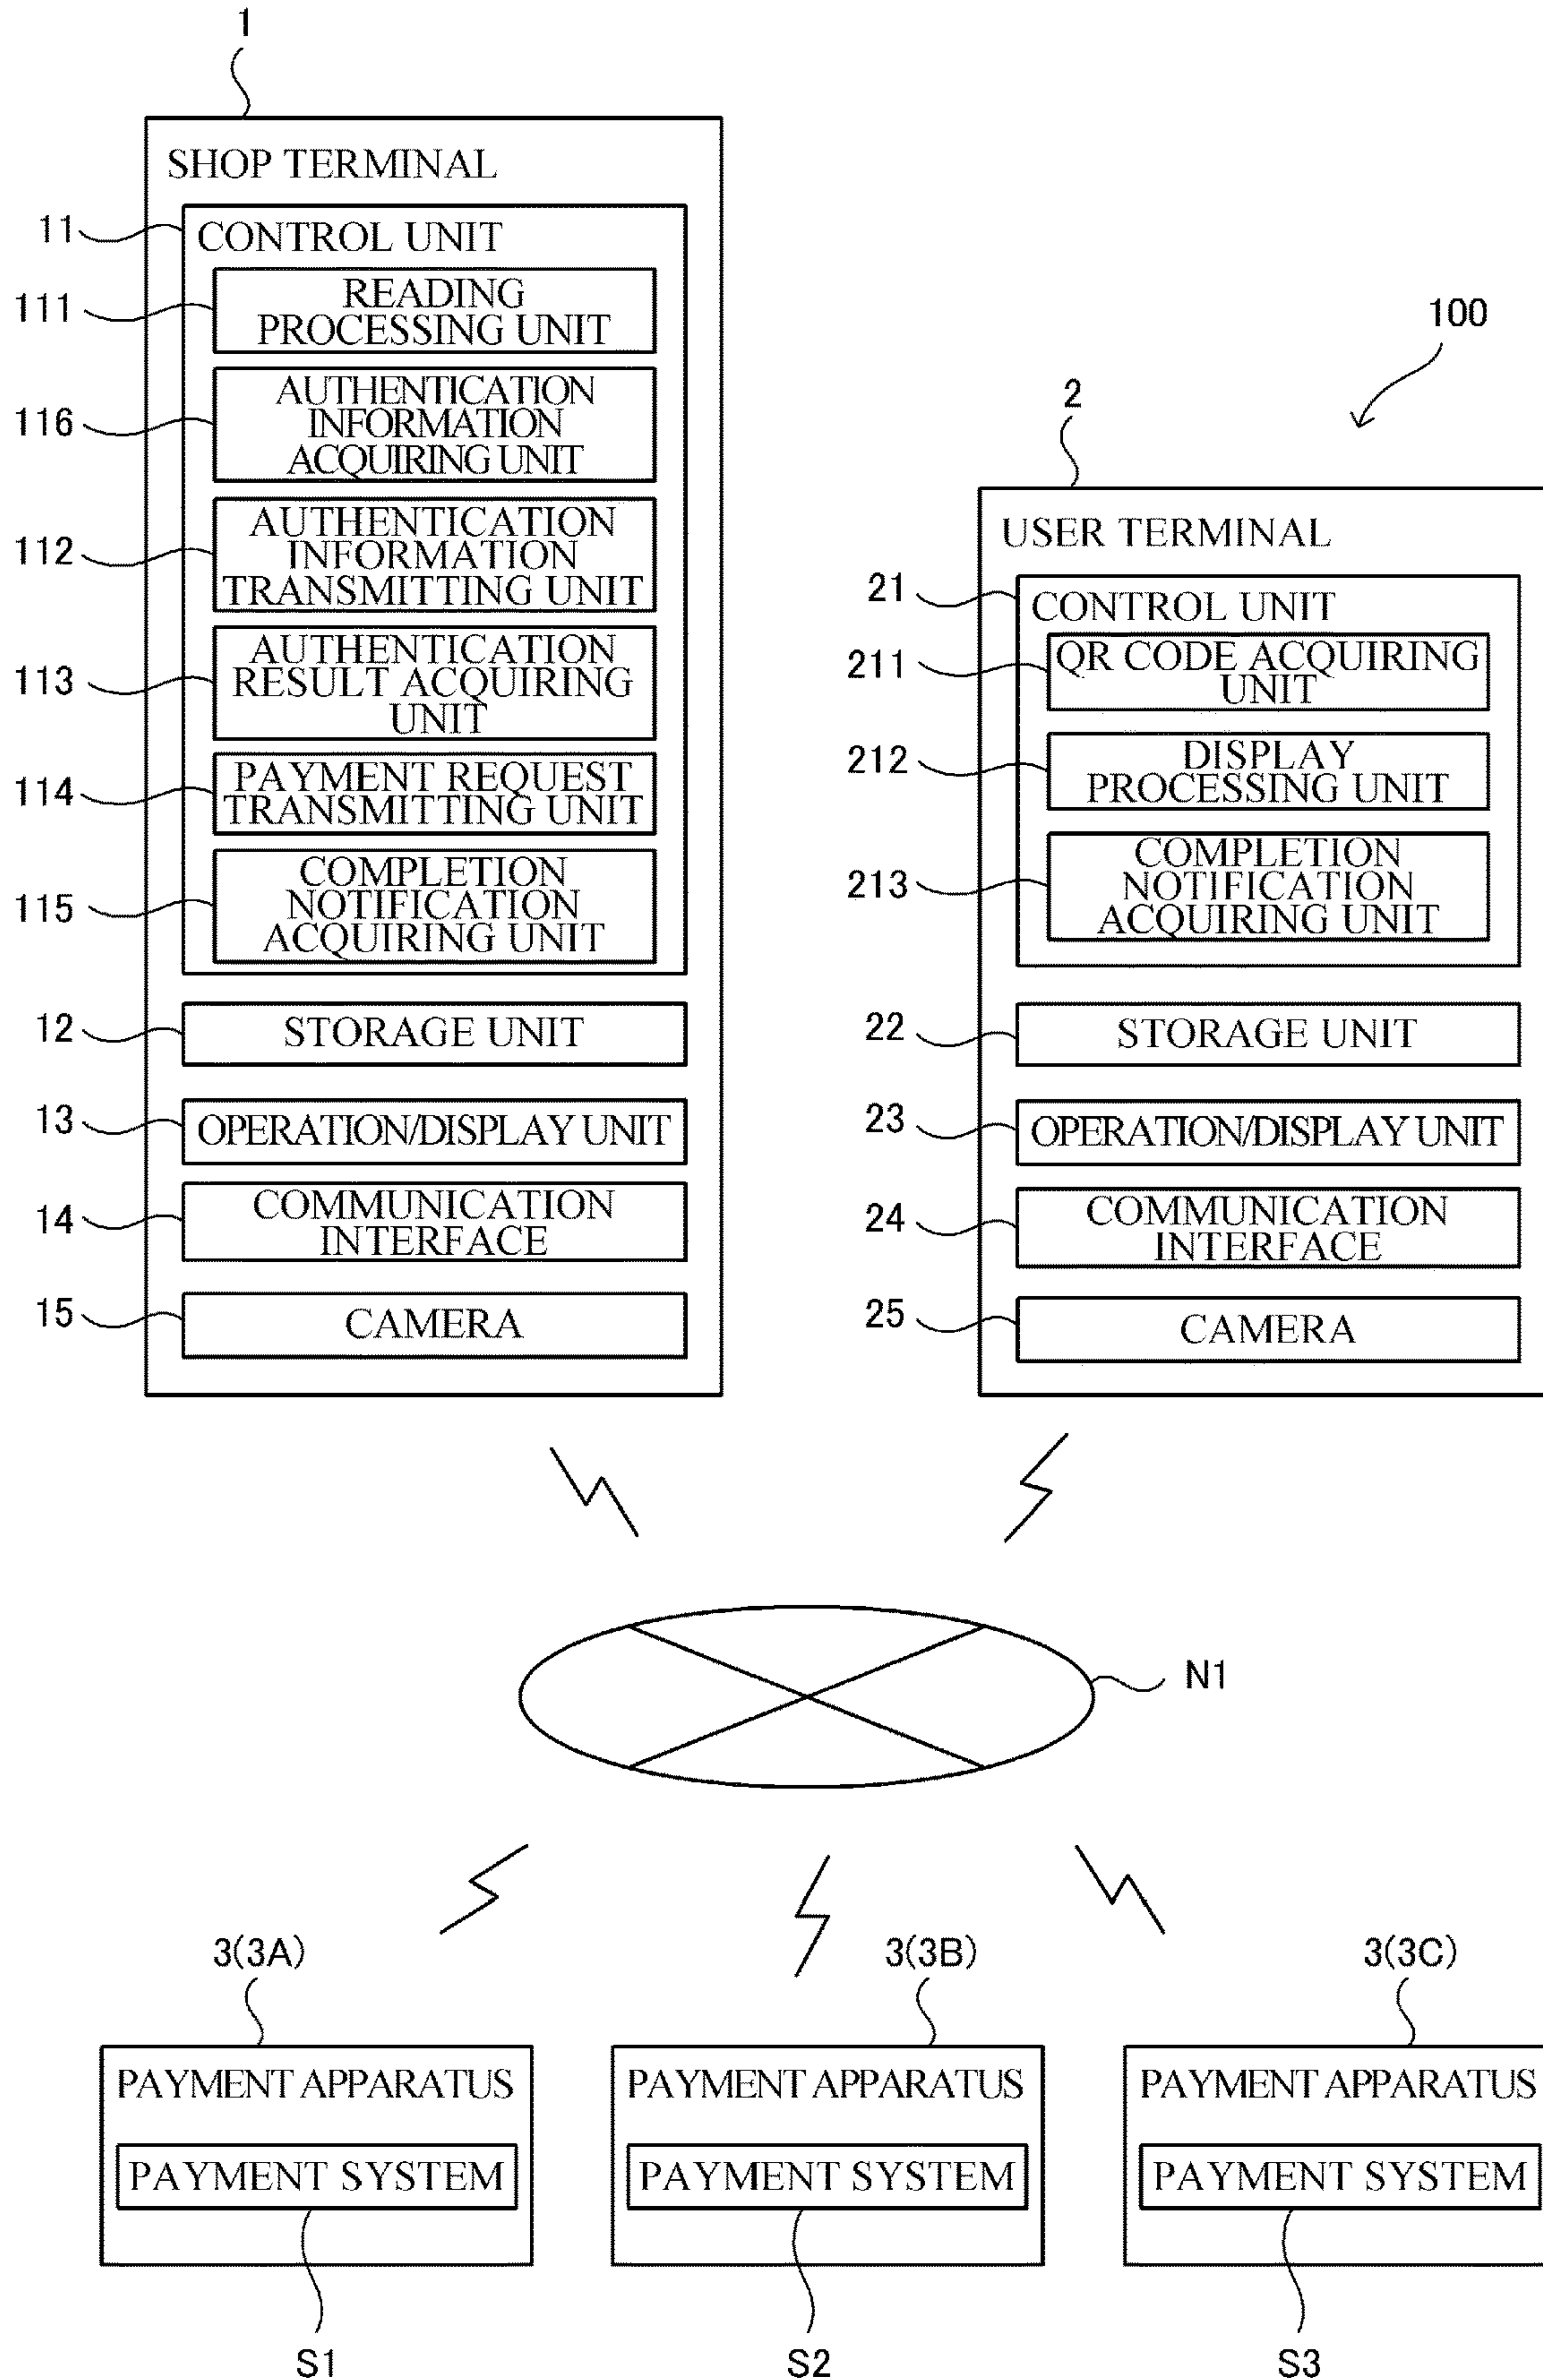 1
SHOP TERMINAL
11
CONTROL UNIT
111
READING
PROCESSING UNIT
116
AUTHENTICATION
INFORMATION
ACQUIRING UNIT
112
AUTHENTICATION
INFORMATION
TRANSMITTING UNIT
113
AUTHENTICATION
RESULT ACQUIRING
UNIT
114
PAYMENT REQUEST
TRANSMITTING UNIT
115
COMPLETION
NOTIFICATION
ACQUIRING UNIT
12
STORAGE UNIT
13
OPERATION/DISPLAY UNIT
14
COMMUNICATION
INTERFACE
15
CAMERA
100
2
USER TERMINAL
21
CONTROL UNIT
211
QR CODE ACQUIRING
UNIT
212
DISPLAY
PROCESSING UNIT
213
COMPLETION
NOTIFICATION
ACQUIRING UNIT
22
STORAGE UNIT
23
OPERATION/DISPLAY UNIT
24
COMMUNICATION
INTERFACE
25
CAMERA
N1
3(3A)
PAYMENT APPARATUS
PAYMENT SYSTEM
S1
3(3B)
PAYMENT APPARATUS
PAYMENT SYSTEM
S2
3(3C)
PAYMENT APPARATUS
PAYMENT SYSTEM
S3